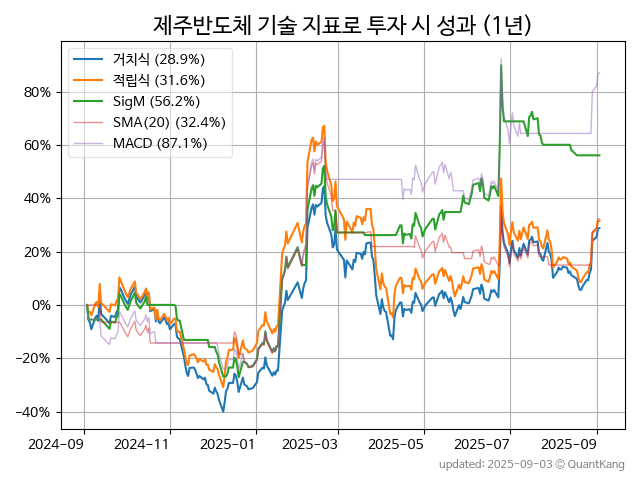 제주반도체 기술 지표로 투자 시 성과 (1년)
거치식 (28.9%)
적립식 (31.6%)
SigM (56.2%)
SMA(20) (32.4%)
MACD (87.1%)
80%
60%
40%
20%
0%
−20%
−40%
2024-09
2024-11
2025-01
2025-03
2025-05
2025-07
2025-09
updated: 2025-09-03 © QuantKang